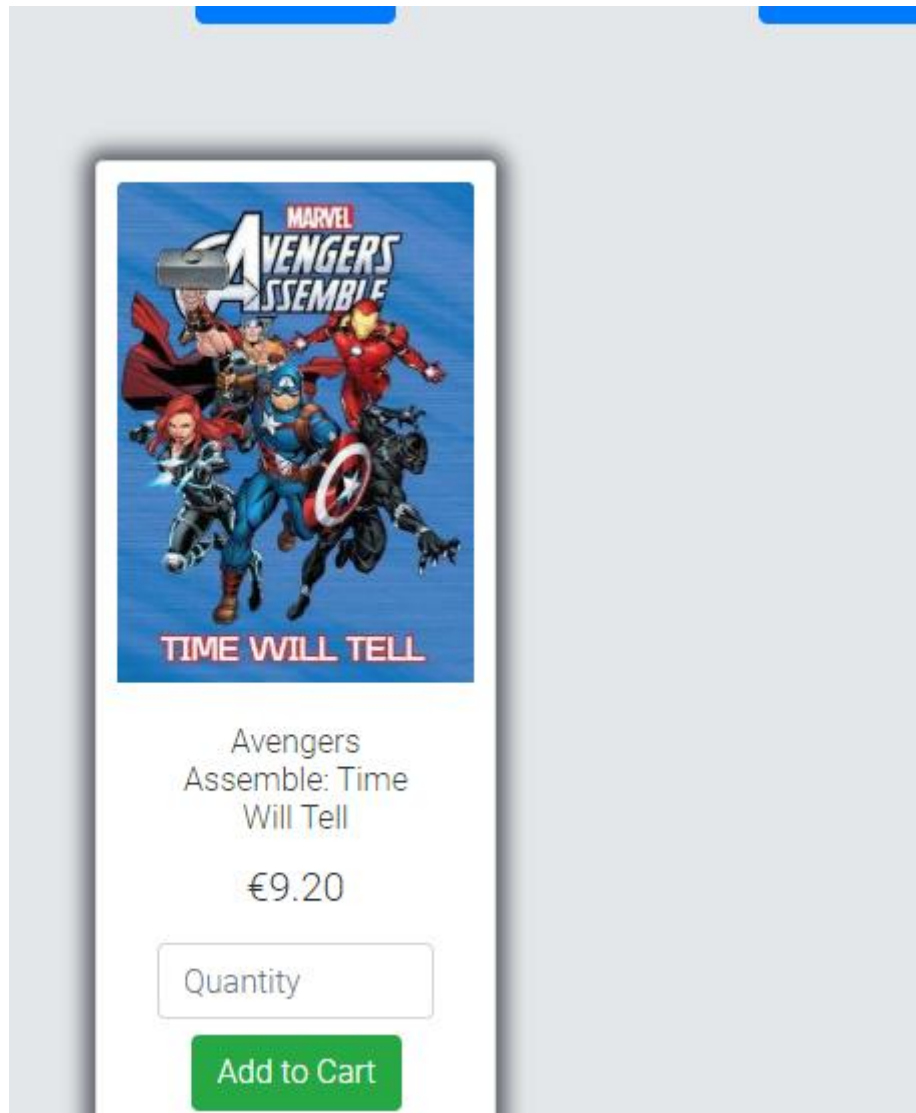 MARVEL
AVENGERS
ASSEMBLE
TIME WILL TELL
Avengers
Assemble: Time
Will Tell
€9.20
Quantity
Add to Cart